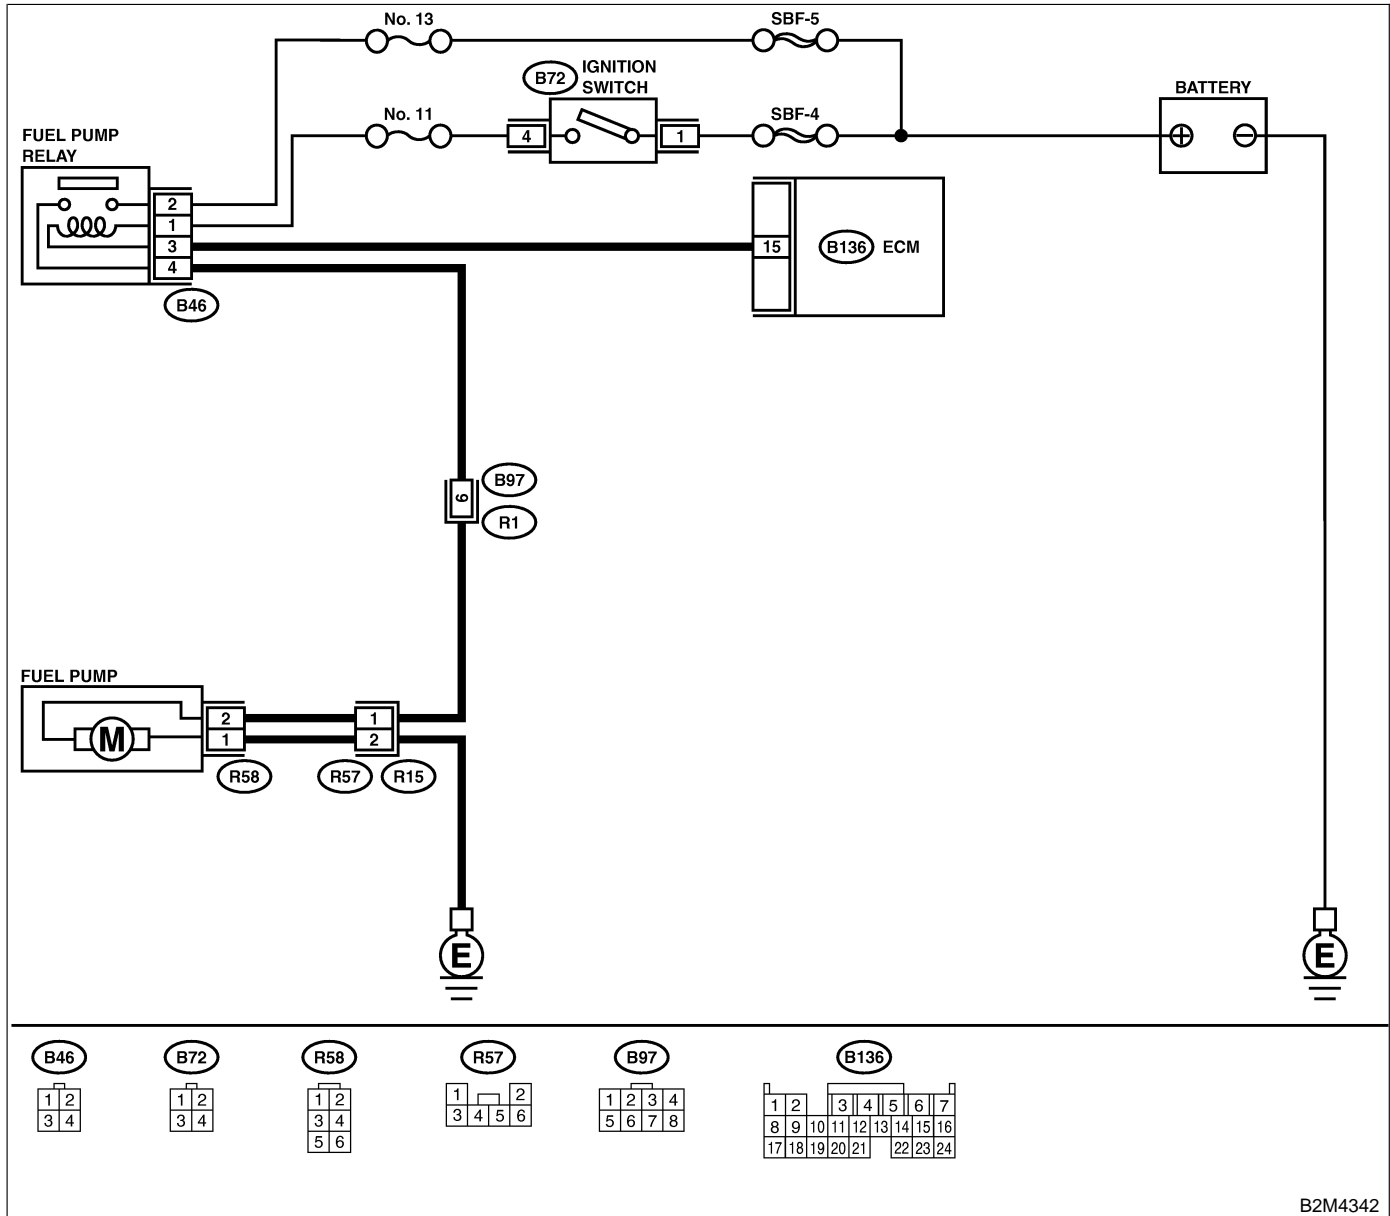 No. 13
SBF-5
B72
IGNITION
SWITCH
BATTERY
No. 11
4
1
SBF-4
FUEL PUMP
RELAY
2
1
3
4
15
B136
ECM
B46
6
B97
R1
FUEL PUMP
M
2
1
1
2
R58
R57
R15
E
E
B46
B72
R58
R57
B97
B136
1 2
3 4
1 2
3 4
1 2
3 4
5 6
1 2
3 4 5 6
1 2 3 4
5 6 7 8
1 2 3 4 5 6 7
8 9 10 11 12 13 14 15 16
17 18 19 20 21 22 23 24
B2M4342